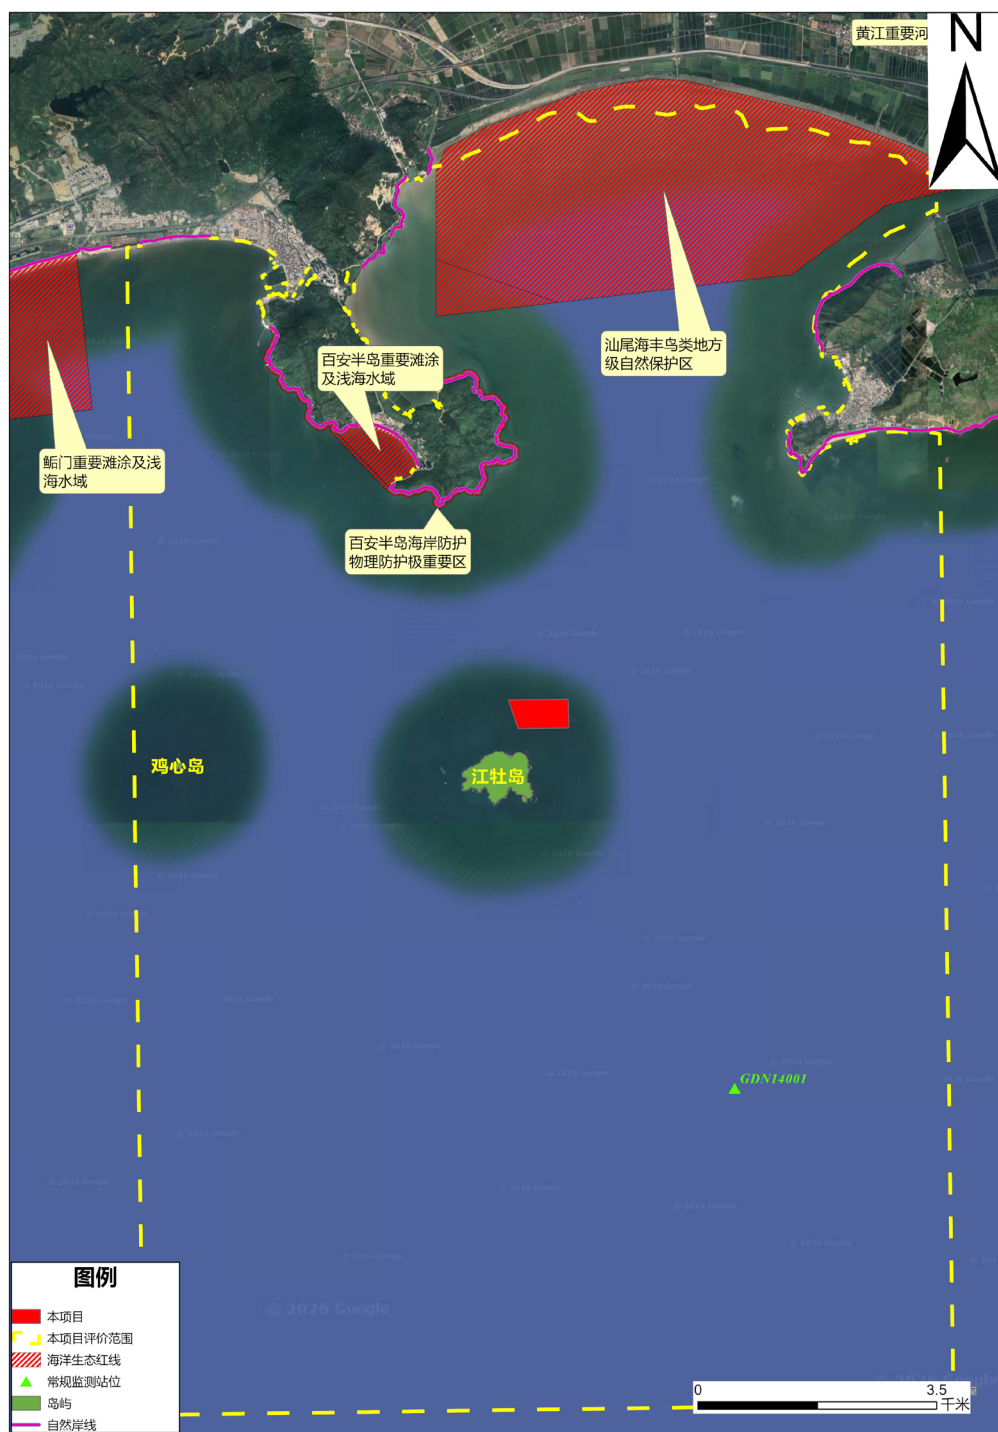 黄江重要河
N
汕尾海丰鸟类地方
级自然保护区
百安半岛重要滩涂
及浅海水域
鲘门重要滩涂及浅
海水域
百安半岛海岸防护
物理防护极重要区
鸡心岛
江牡岛
GDN14001
© 2026 Google
图例
本项目
本项目评价范围
海洋生态红线
常规监测站位
岛屿
自然岸线
0
3.5
千米